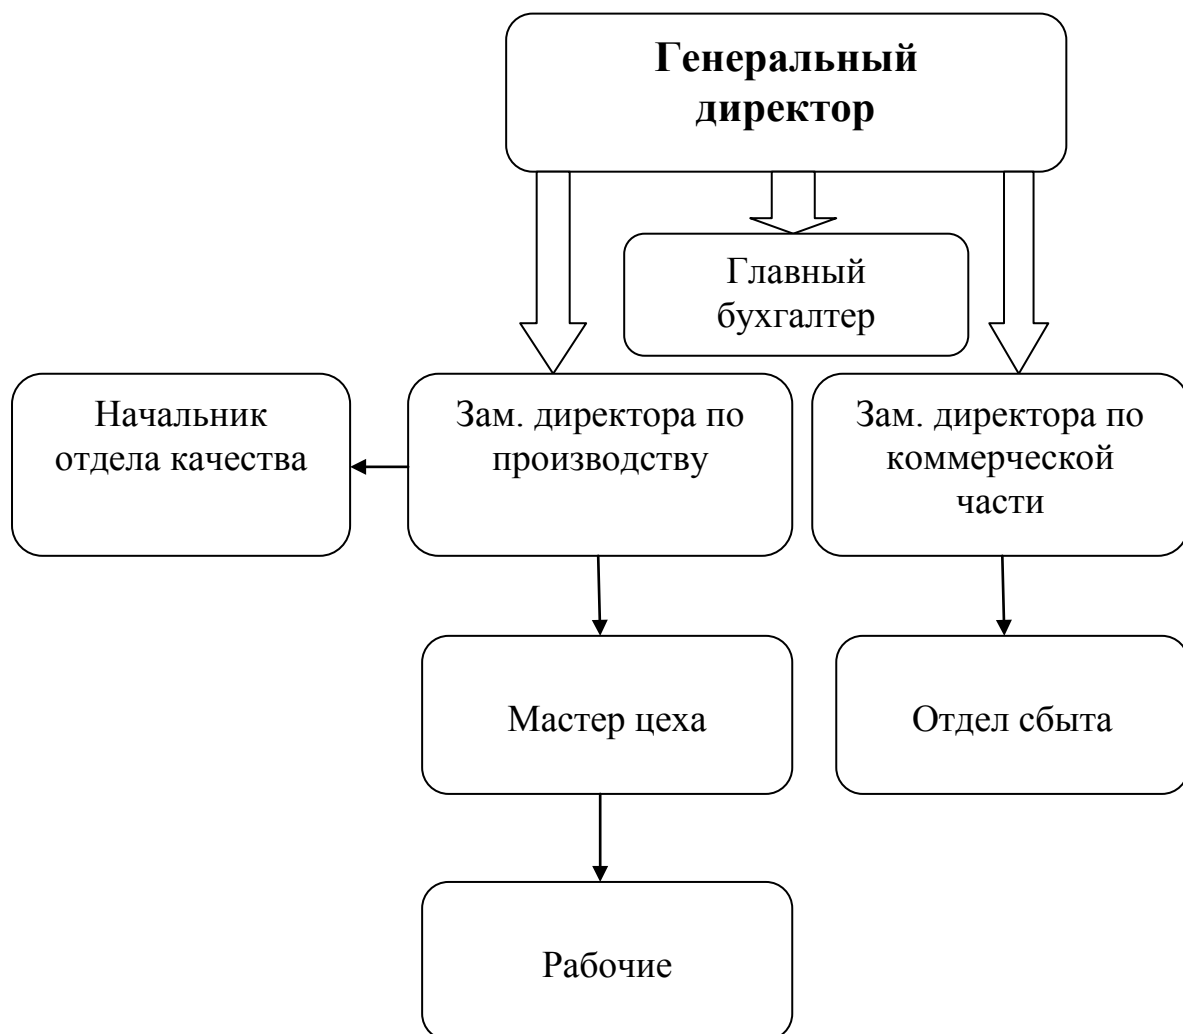 Генеральный
директор
Главный
бухгалтер
Начальник
отдела качества
Зам. директора по
производству
Зам. директора по
коммерческой
части
Мастер цеха
Отдел сбыта
Рабочие